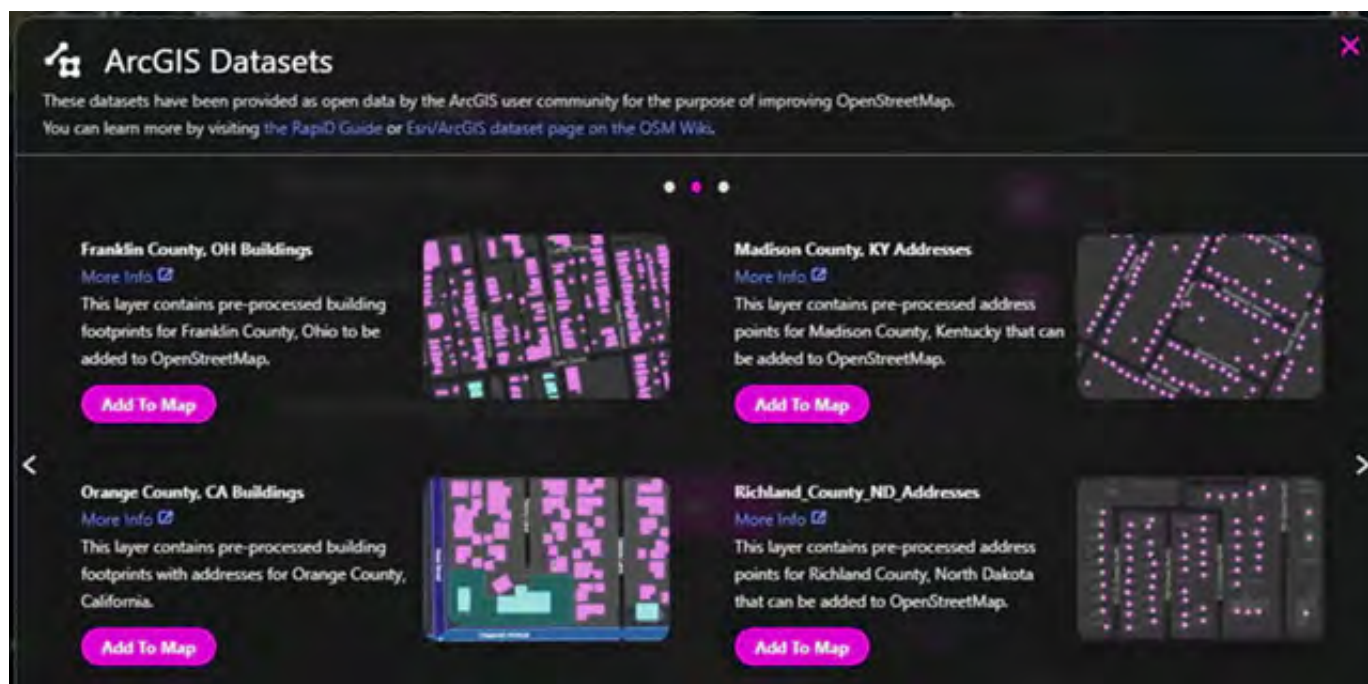 ArcGIS Datasets
These datasets have been provided as open data by the ArcGIS user community for the purpose of improving OpenStreetMap.
You can learn more by visiting the RapiD Guide or Esri/ArcGIS dataset page on the OSM Wiki.
Franklin County, OH Buildings
More Info
This layer contains pre-processed building
footprints for Franklin County, Ohio to be
added to OpenStreetMap.
Add To Map
Madison County, KY Addresses
More Info
This layer contains pre-processed address
points for Madison County, Kentucky that can
be added to OpenStreetMap.
Add To Map
Orange County, CA Buildings
More Info
This layer contains pre-processed building
footprints with addresses for Orange County,
California.
Add To Map
Richland_County_ND_Addresses
More Info
This layer contains pre-processed address
points for Richland County, North Dakota
that can be added to OpenStreetMap.
Add To Map